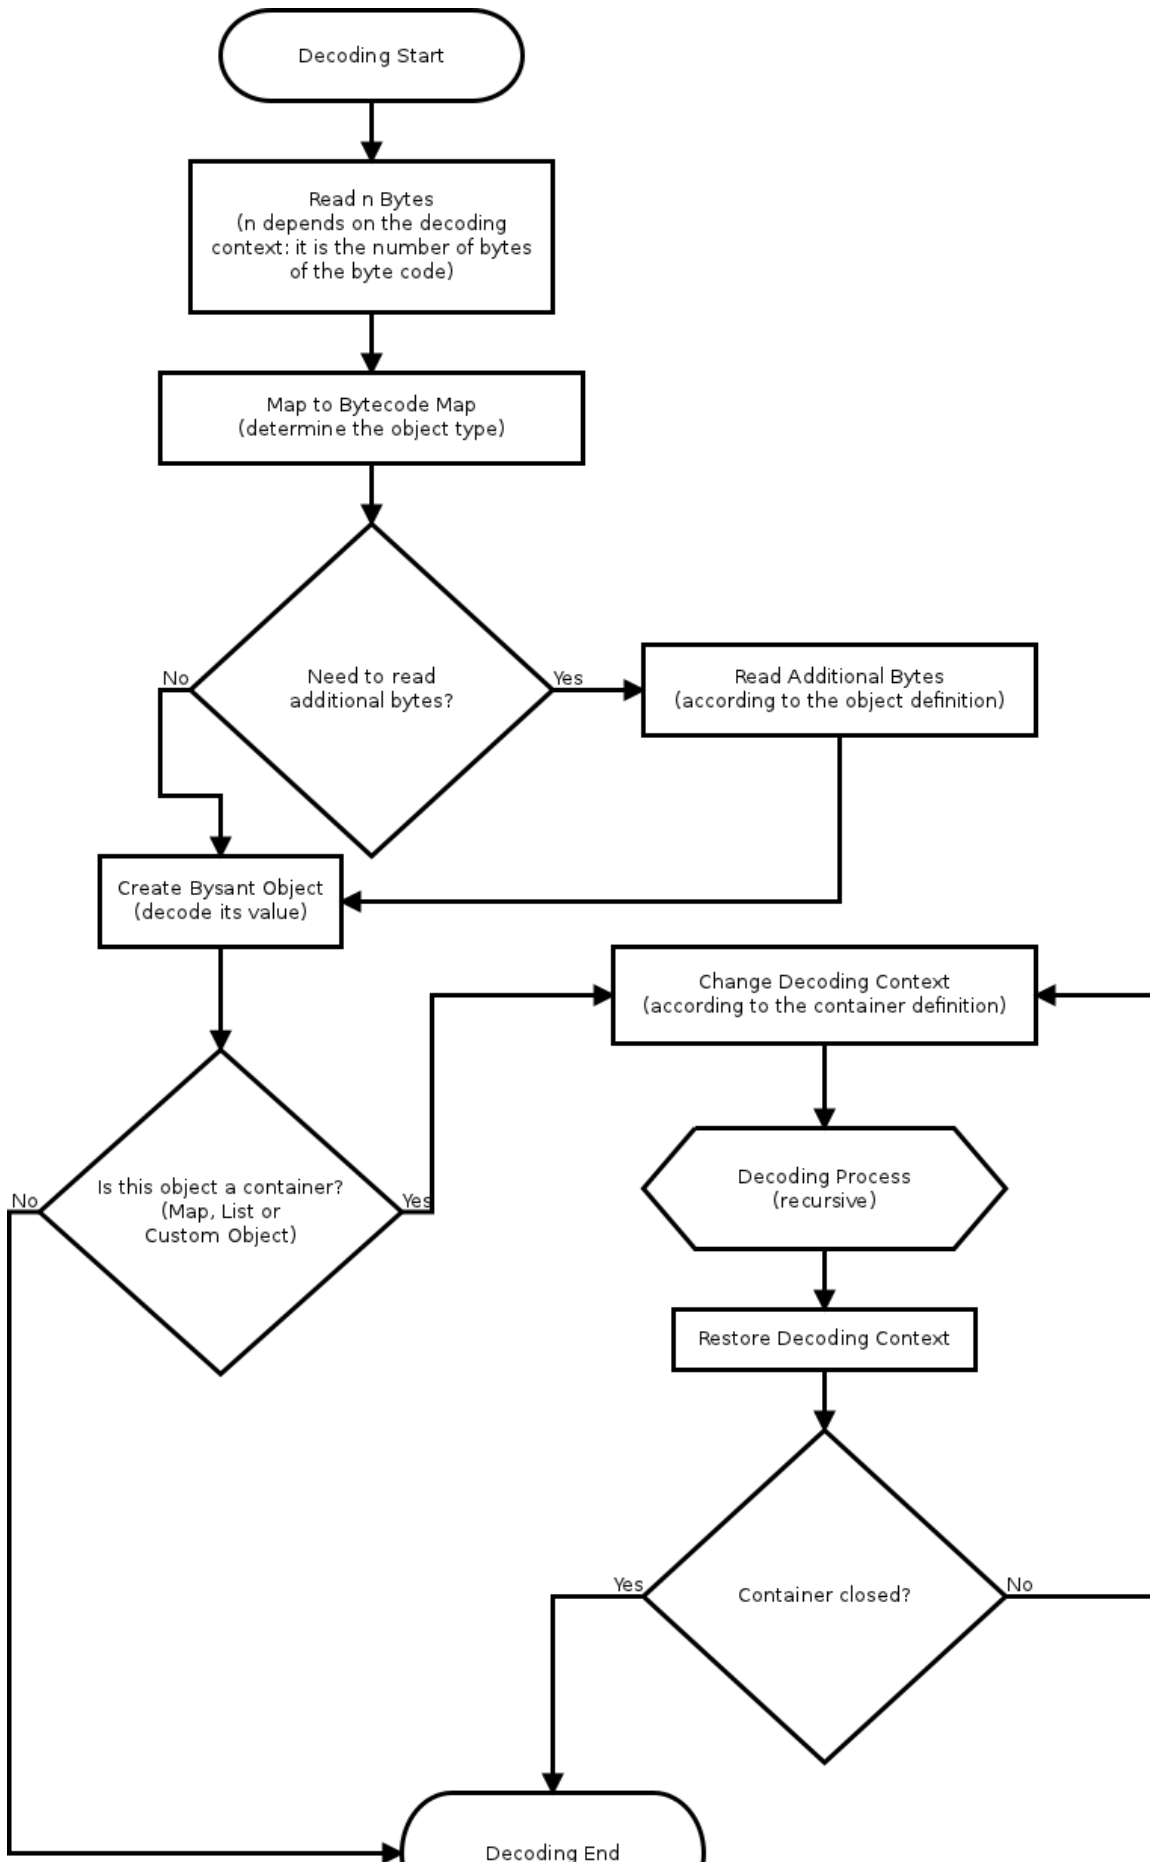 Decoding Start
Read n Bytes
(n depends on the decoding
context: it is the number of bytes
of the byte code)
Map to Bytecode Map
(determine the object type)
No
Need to read
additional bytes?
Yes
Read Additional Bytes
(according to the object definition)
Create Bysant Object
(decode its value)
Change Decoding Context
(according to the container definition)
No
Is this object a container?
(Map, List or
Custom Object)
Yes
Decoding Process
(recursive)
Restore Decoding Context
Yes
Container closed?
No
Decoding End